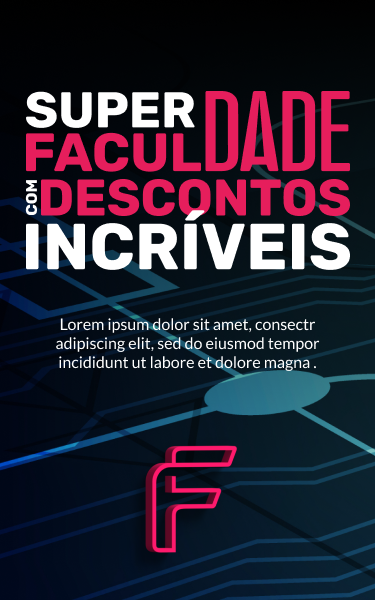 SUPER
FACULDADE
COM DESCONTOS
INCRÍVEIS
Lorem ipsum dolor sit amet, consectr
adipiscing elit, sed do eiusmod tempor
incididunt ut labore et dolore magna .
F